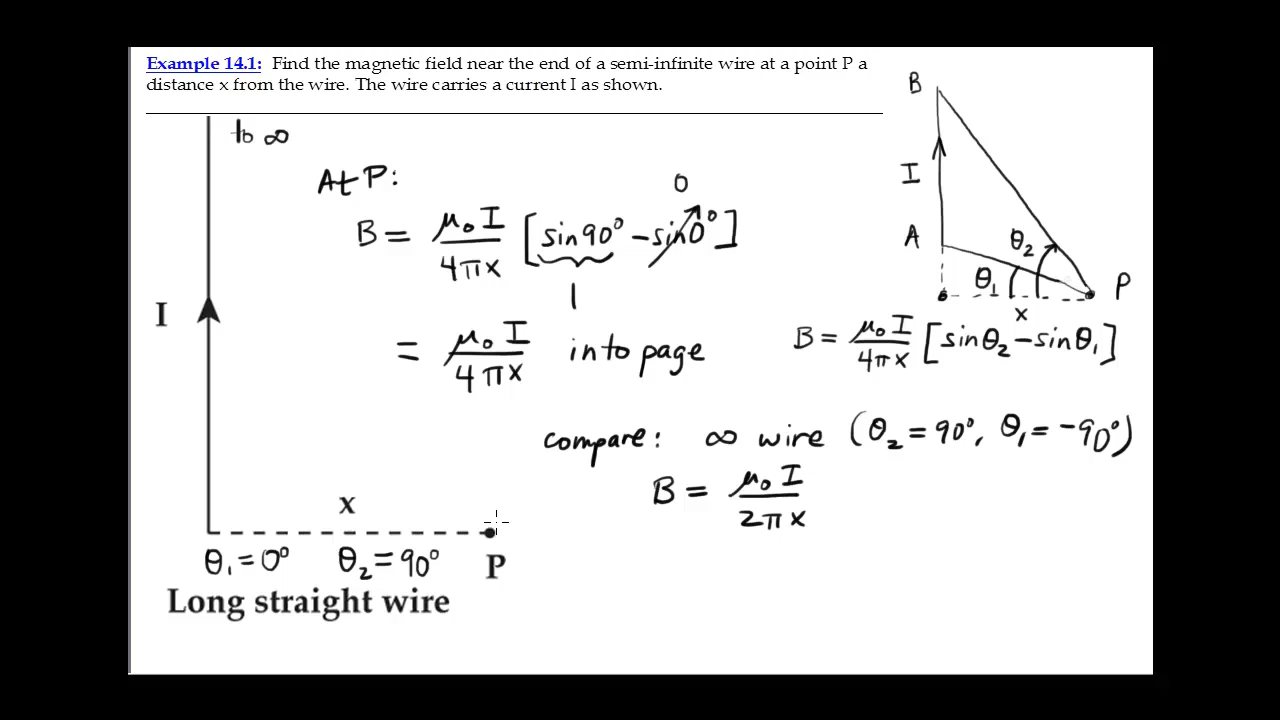 Example 14.1: Find the magnetic field near the end of a semi-infinite wire at a point P a
distance x from the wire. The wire carries a current I as shown.
to ∞
At P:
B = μ₀I/4πx [sin90° – sin0°]
0
1
= μ₀I/4πx into page
I
x
θ₁ = 0° θ₂ = 90° P
Long straight wire
B
I
A
θ₂
θ₁
P
x
B = μ₀I/4πx [sinθ₂ – sinθ₁]
compare: ∞ wire (θ₂ = 90°, θ₁ = –90°)
B = μ₀I/2πx